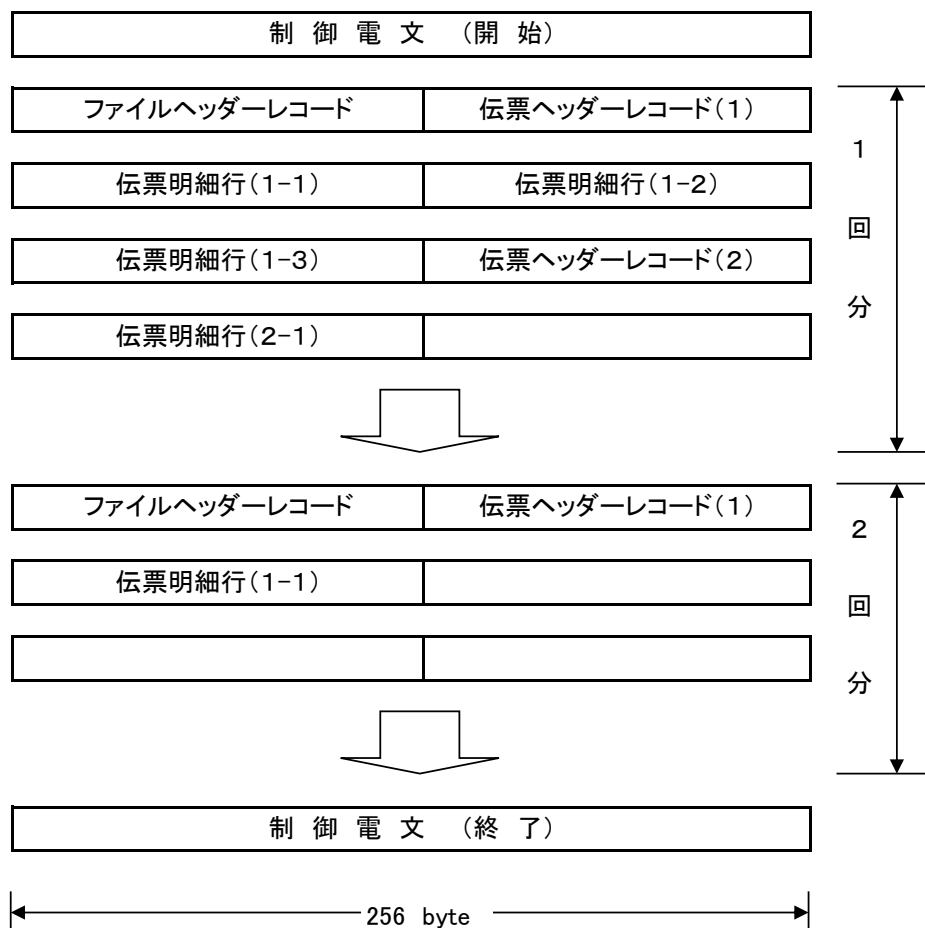 制 御 電 文 （開 始）
ファイルヘッダーレコード 伝票ヘッダーレコード（1）
伝票明細行（1-1） 伝票明細行（1-2）
伝票明細行（1-3） 伝票ヘッダーレコード（2）
伝票明細行（2-1）
1
回
分
ファイルヘッダーレコード 伝票ヘッダーレコード（1）
伝票明細行（1-1）
2
回
分
制 御 電 文 （終 了）
256 byte